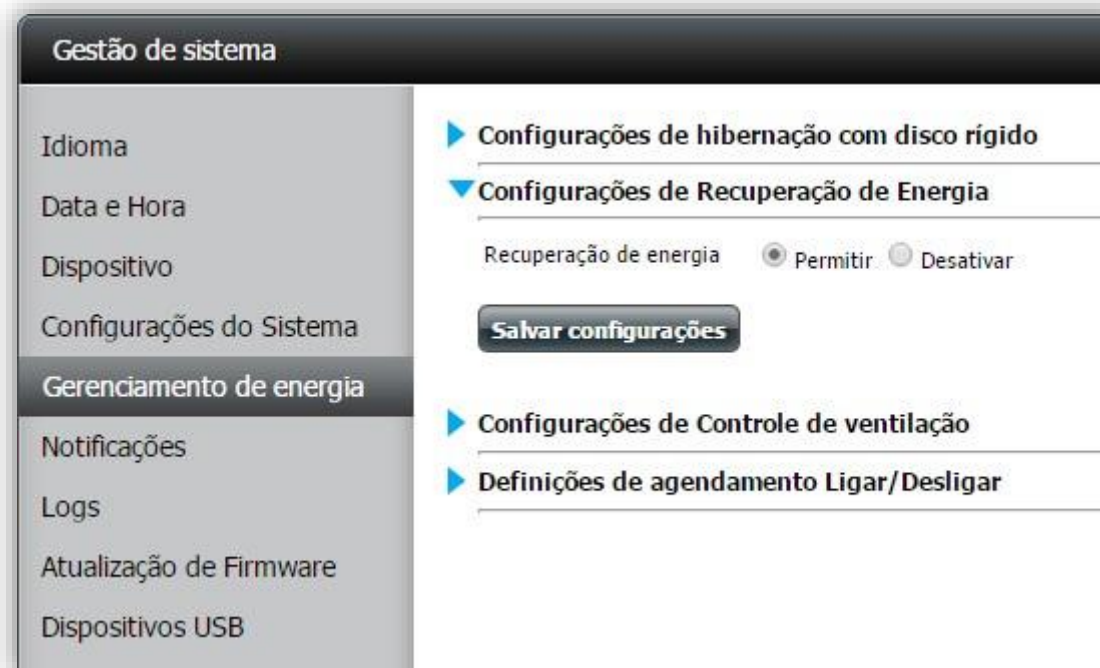 Gestão de sistema
Idioma
Data e Hora
Dispositivo
Configurações do Sistema
Gerenciamento de energia
Notificações
Logs
Atualização de Firmware
Dispositivos USB
Configurações de hibernação com disco rígido
Configurações de Recuperação de Energia
Recuperação de energia Permitir Desativar
Salvar configurações
Configurações de Controle de ventilação
Definições de agendamento Ligar/Desligar